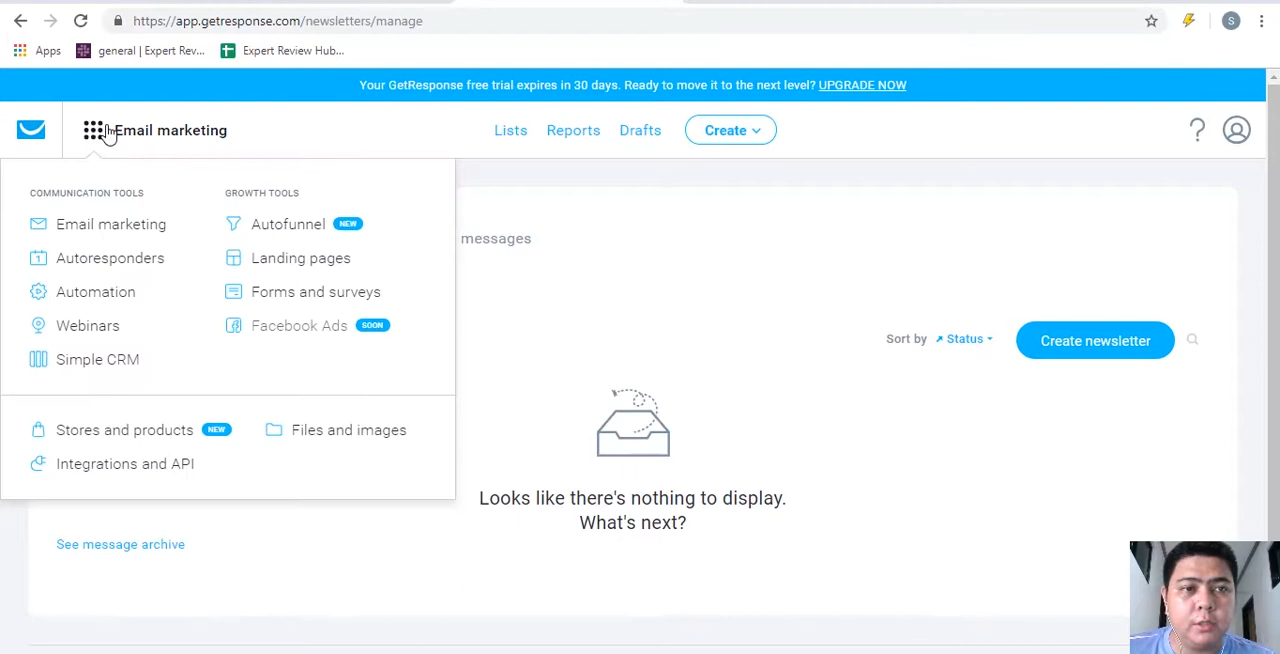 https://app.getresponse.com/newsletters/manage
S
Apps
general | Expert Rev...
Expert Review Hub...
Your GetResponse free trial expires in 30 days. Ready to move it to the next level? UPGRADE NOW
Email marketing
Lists
Reports
Drafts
Create
?
COMMUNICATION TOOLS
GROWTH TOOLS
Email marketing
Autofunnel NEW
Autoresponders
Landing pages
Automation
Forms and surveys
Webinars
Facebook Ads SOON
Simple CRM
Stores and products NEW
Files and images
Integrations and API
messages
Sort by Status
Create newsletter
Looks like there's nothing to display.
What's next?
See message archive